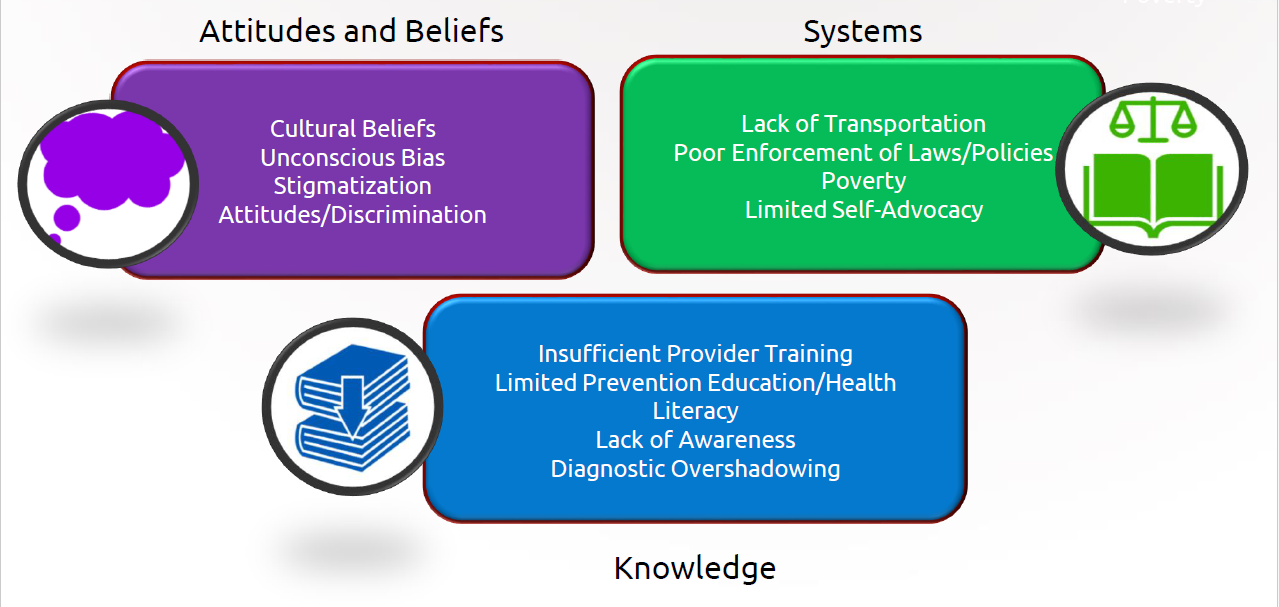 Poverty
Attitudes and Beliefs
Systems
Cultural Beliefs
Unconscious Bias
Stigmatization
Attitudes/Discrimination
Lack of Transportation
Poor Enforcement of Laws/Policies
Poverty
Limited Self-Advocacy
Insufficient Provider Training
Limited Prevention Education/Health
Literacy
Lack of Awareness
Diagnostic Overshadowing
Knowledge